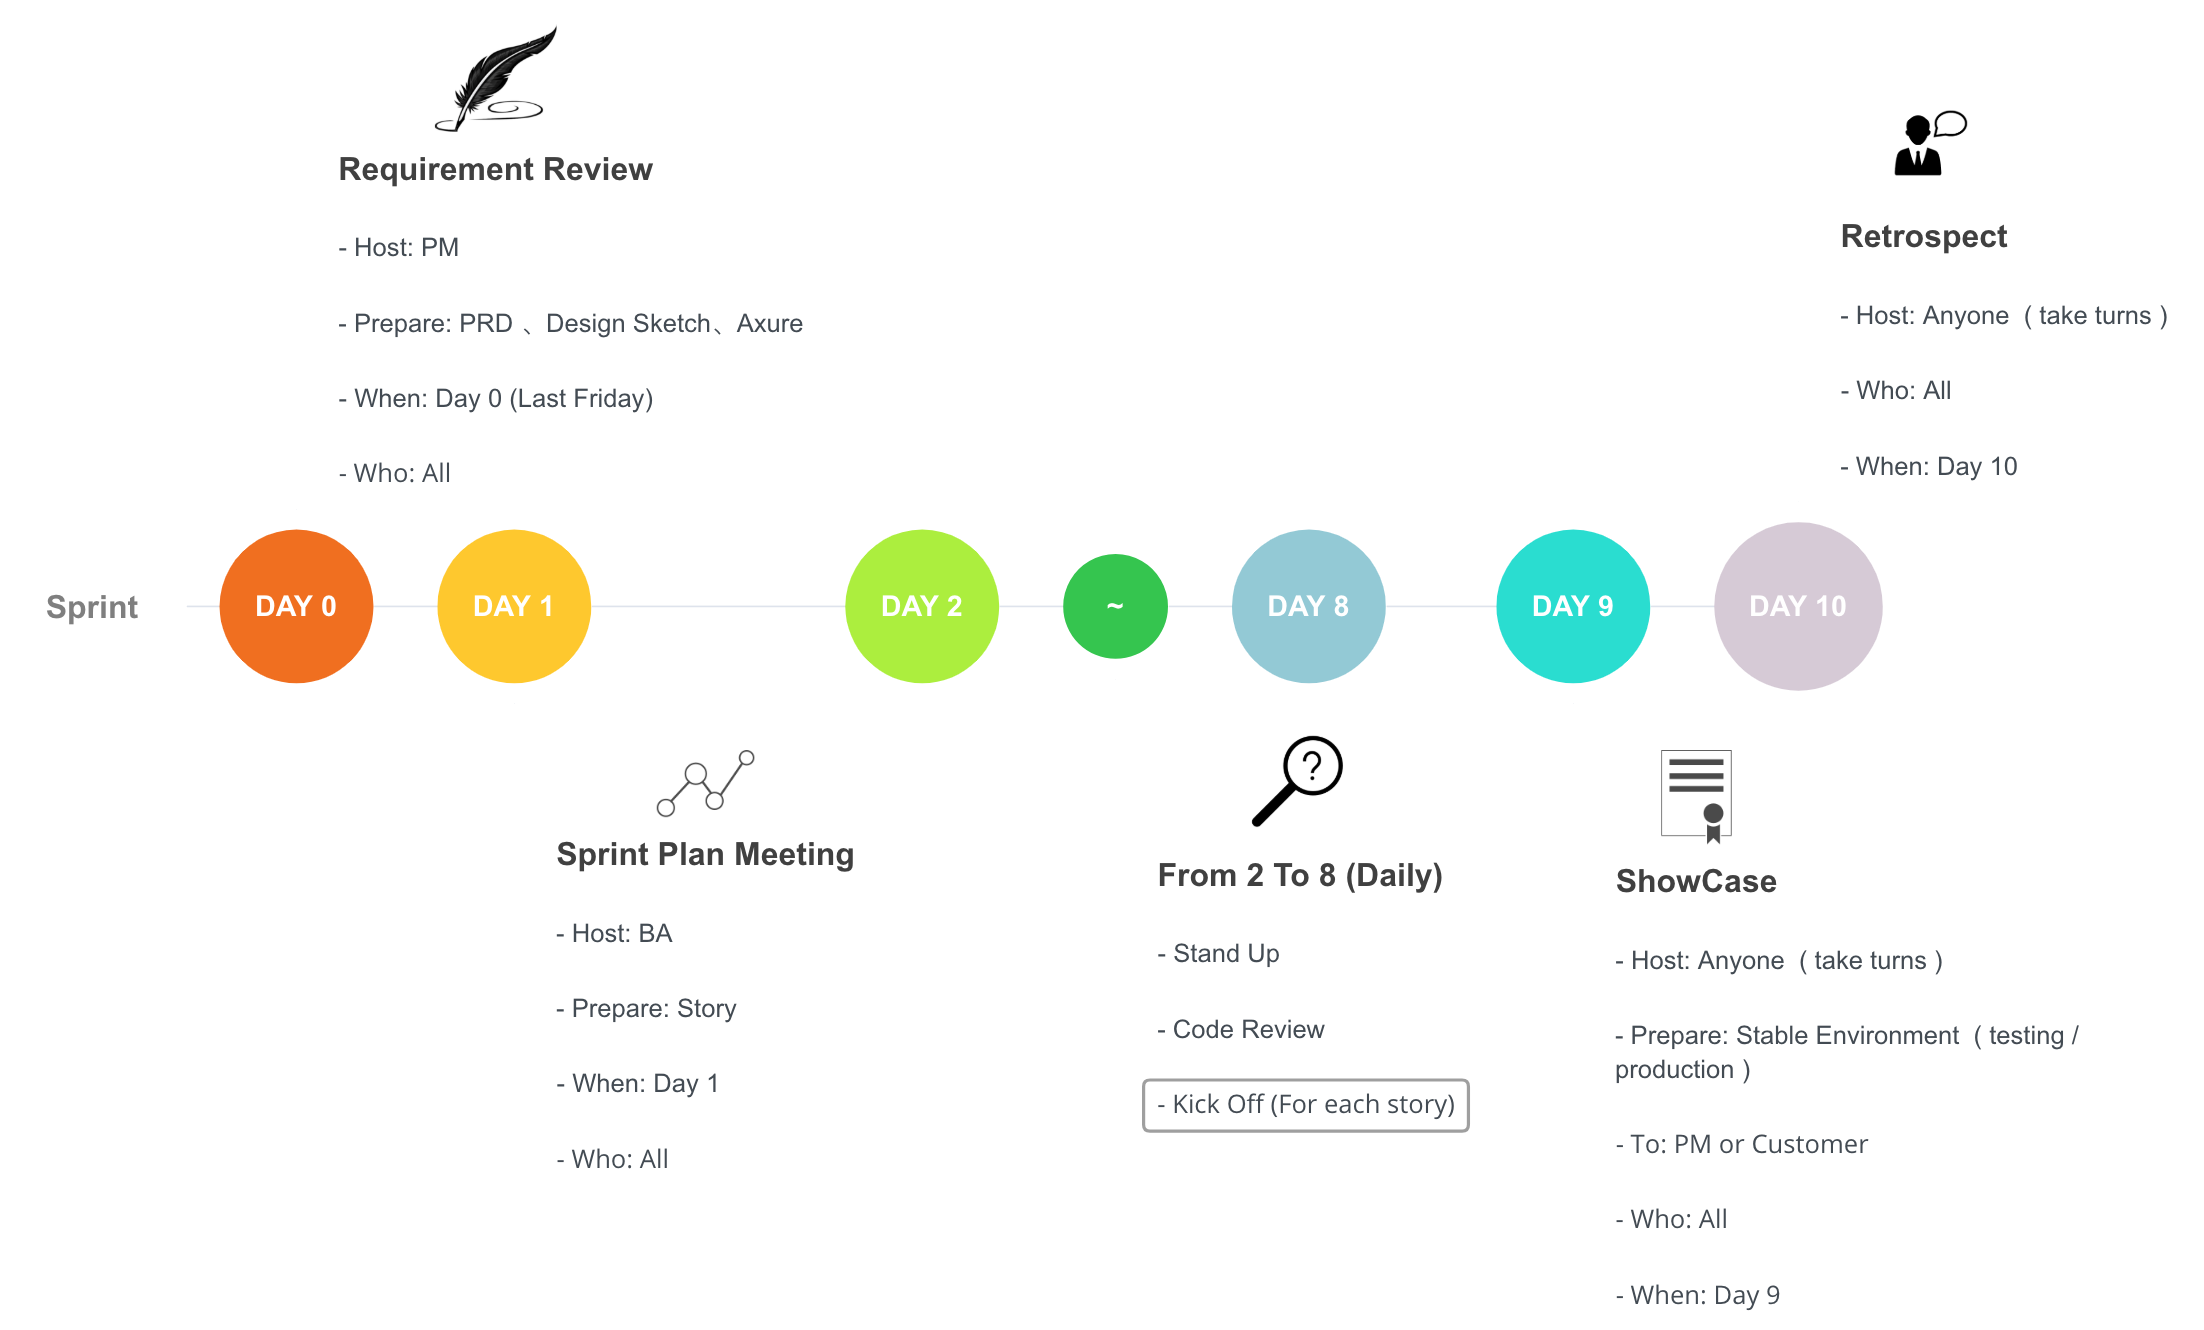 Requirement Review
- Host: PM
- Prepare: PRD 、Design Sketch、Axure
- When: Day 0 (Last Friday)
- Who: All
Retrospect
- Host: Anyone ( take turns )
- Who: All
- When: Day 10
Sprint
DAY 0
DAY 1
DAY 2
~
DAY 8
DAY 9
DAY 10
Sprint Plan Meeting
- Host: BA
- Prepare: Story
- When: Day 1
- Who: All
?
From 2 To 8 (Daily)
- Stand Up
- Code Review
- Kick Off (For each story)
ShowCase
- Host: Anyone ( take turns )
- Prepare: Stable Environment ( testing /
production )
- To: PM or Customer
- Who: All
- When: Day 9